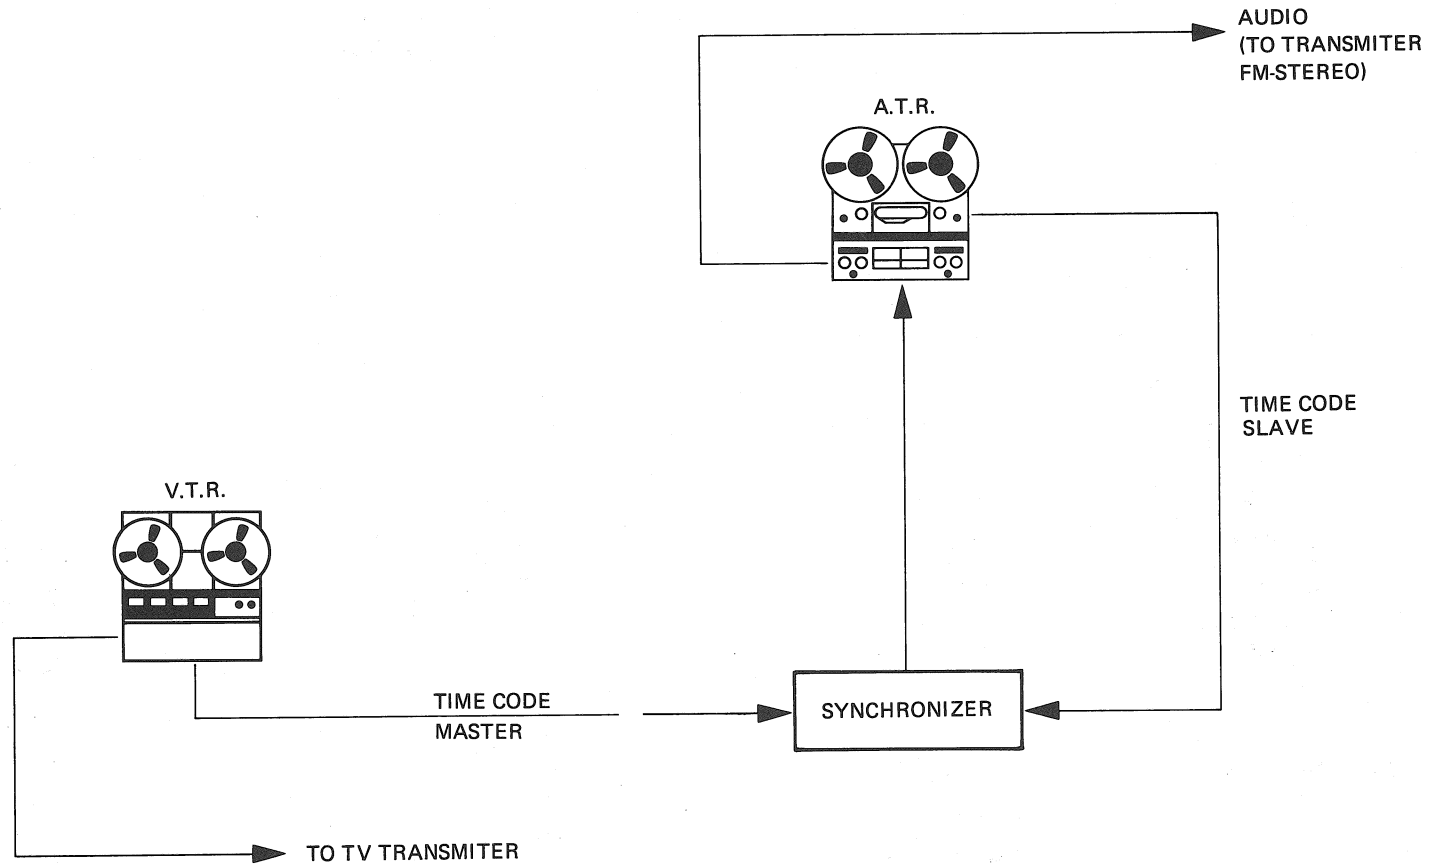 AUDIO
(TO TRANSMITER
FM-STEREO)
A.T.R.
TIME CODE
SLAVE
V.T.R.
TIME CODE
MASTER
SYNCHRONIZER
TO TV TRANSMITER